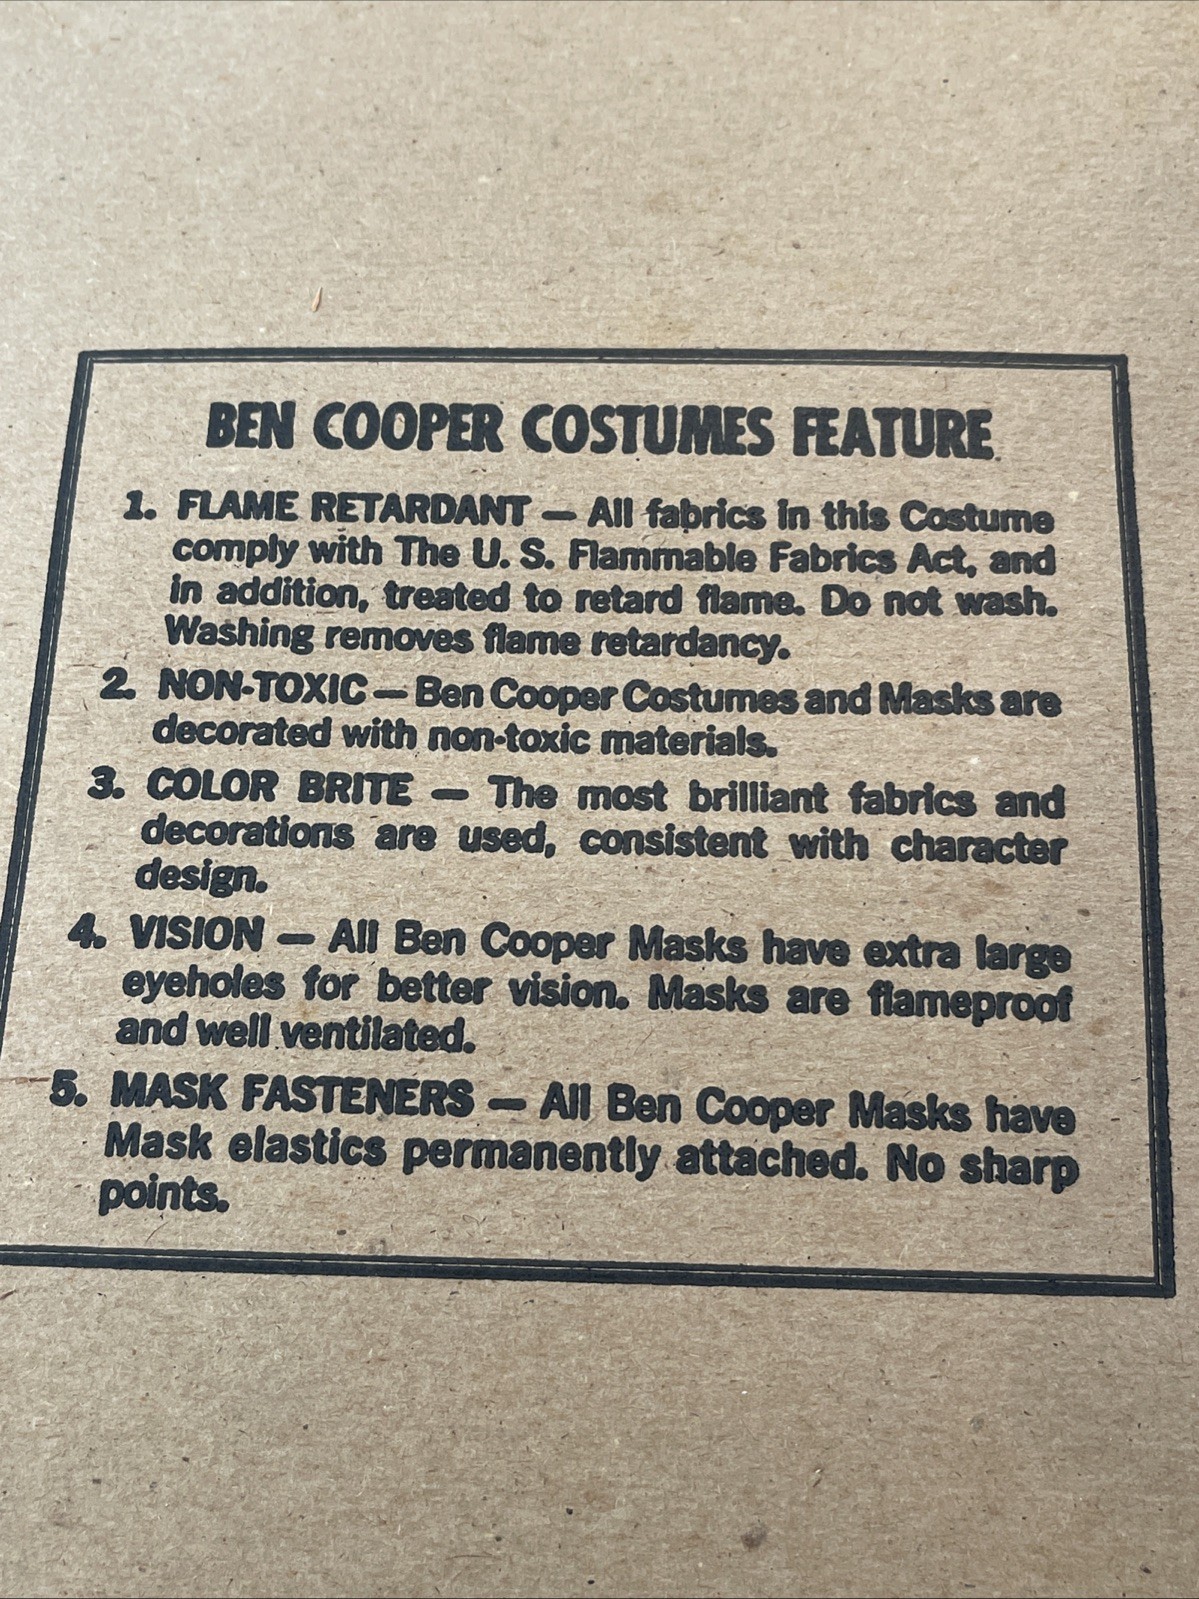 BEN COOPER COSTUMES FEATURE
1. FLAME RETARDANT — All fabrics in this Costume
comply with The U. S. Flammable Fabrics Act, and
in addition, treated to retard flame. Do not wash.
Washing removes flame retardancy.
2. NON-TOXIC — Ben Cooper Costumes and Masks are
decorated with non-toxic materials.
3. COLOR BRITE — The most brilliant fabrics and
decorations are used, consistent with character
design.
4. VISION — All Ben Cooper Masks have extra large
eyeholes for better vision. Masks are flameproof
and well ventilated.
5. MASK FASTENERS — All Ben Cooper Masks have
Mask elastics permanently attached. No sharp
points.